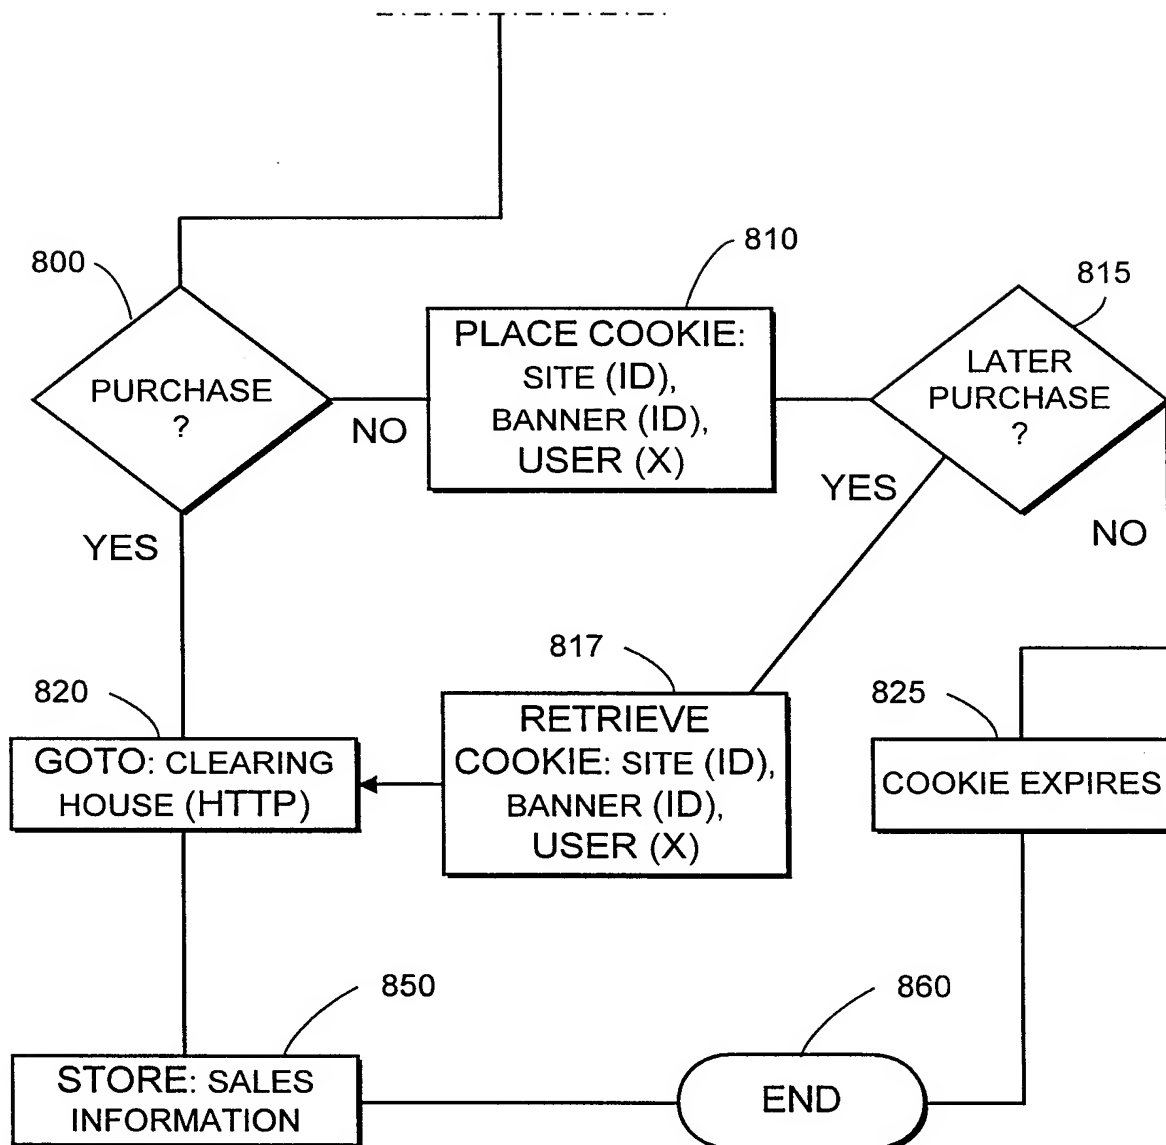 800
PURCHASE
?
NO
YES
810
PLACE COOKIE:
SITE (ID),
BANNER (ID),
USER (X)
815
LATER
PURCHASE
?
YES
NO
817
RETRIEVE
COOKIE: SITE (ID),
BANNER (ID),
USER (X)
820
GOTO: CLEARING
HOUSE (HTTP)
825
COOKIE EXPIRES
850
STORE: SALES
INFORMATION
860
END